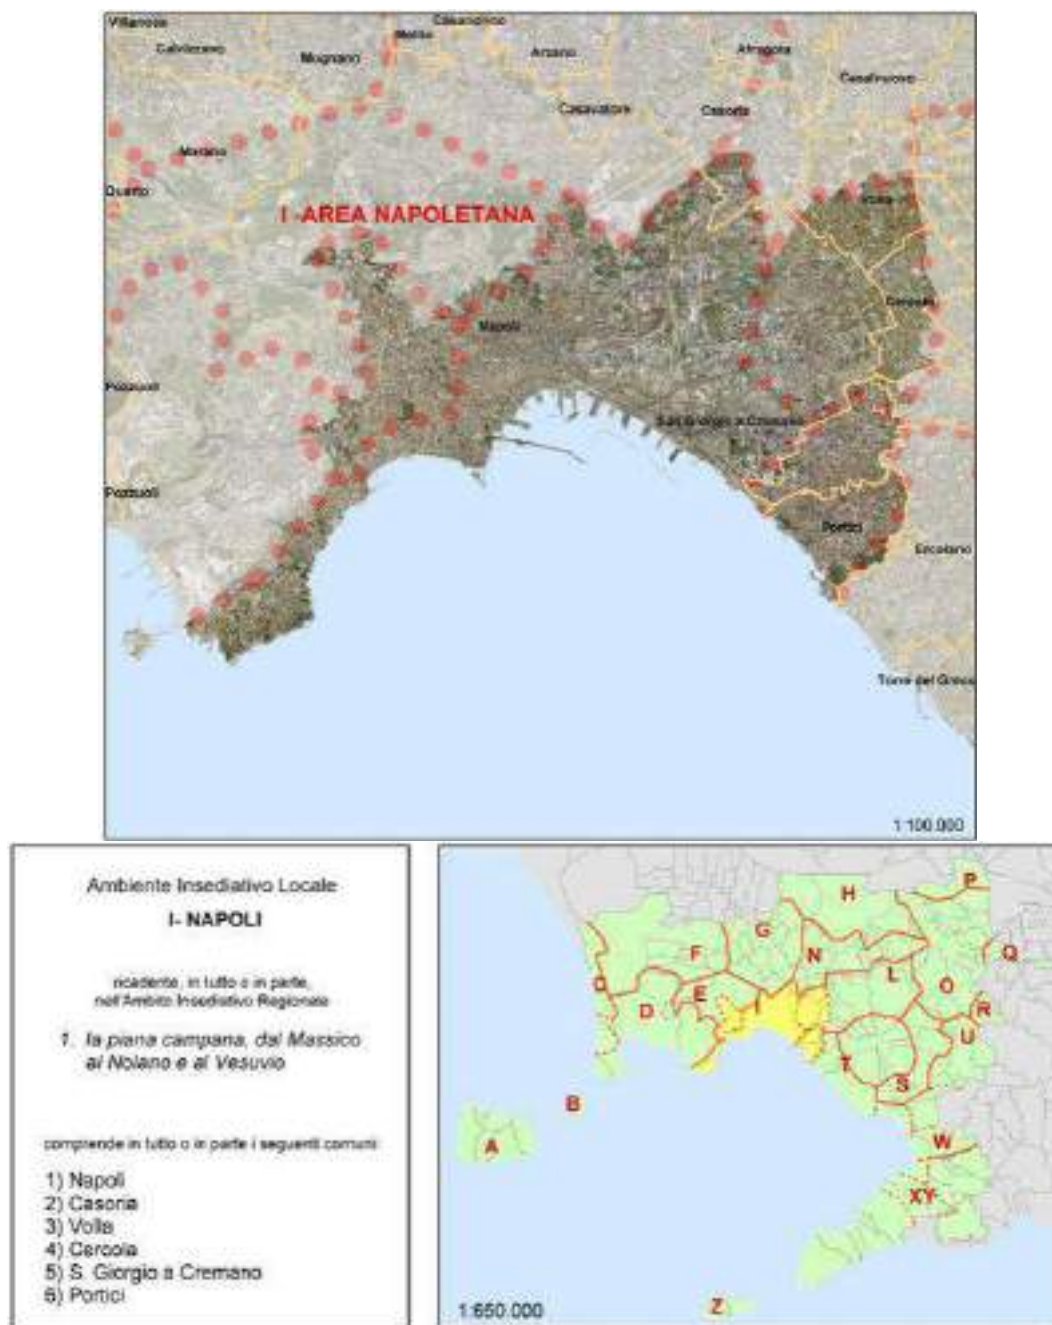 Villaricca
Casandrino
Calvizzano
Melito
Mugnano
Arzano
Afragola
Casalnuovo
Casavatore
Casoria
Marano
Quarto
I -AREA NAPOLETANA
Volla
Cercola
Napoli
Pozzuoli
San Giorgio a Cremano
Pozzuoli
Portici
Ercolano
Torre del Greco
1:100.000
Ambiente Insediativo Locale
I- NAPOLI
ricadente, in tutto o in parte,
nell'Ambito Insediativo Regionale
1. la piana campana, dal Massico
al Nolano e al Vesuvio
comprende in tutto o in parte i seguenti comuni
1) Napoli
2) Casoria
3) Volla
4) Cercola
5) S. Giorgio a Cremano
6) Portici
P
H
G
F
N
Q
L
C
E
O
D
I
R
U
T
S
B
A
W
XY
Z
1:650.000